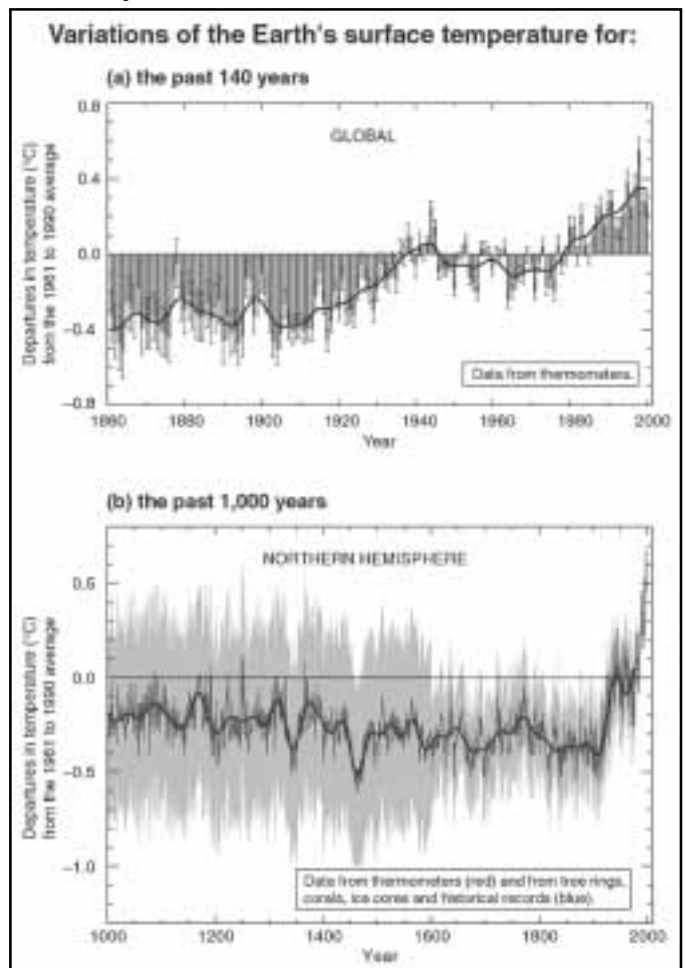 Variations of the Earth's surface temperature for:
(a) the past 140 years
Departures in temperature (°C)
from the 1961 to 1990 average
0.8
0.4
0.0
−0.4
−0.8
GLOBAL
Data from thermometers.
1860
1880
1900
1920
1940
1960
1980
2000
Year
(b) the past 1,000 years
Departures in temperature (°C)
from the 1961 to 1990 average
0.5
0.0
−0.5
−1.0
NORTHERN HEMISPHERE
Data from thermometers (red) and from tree rings,
corals, ice cores and historical records (blue).
1000
1200
1400
1600
1800
2000
Year